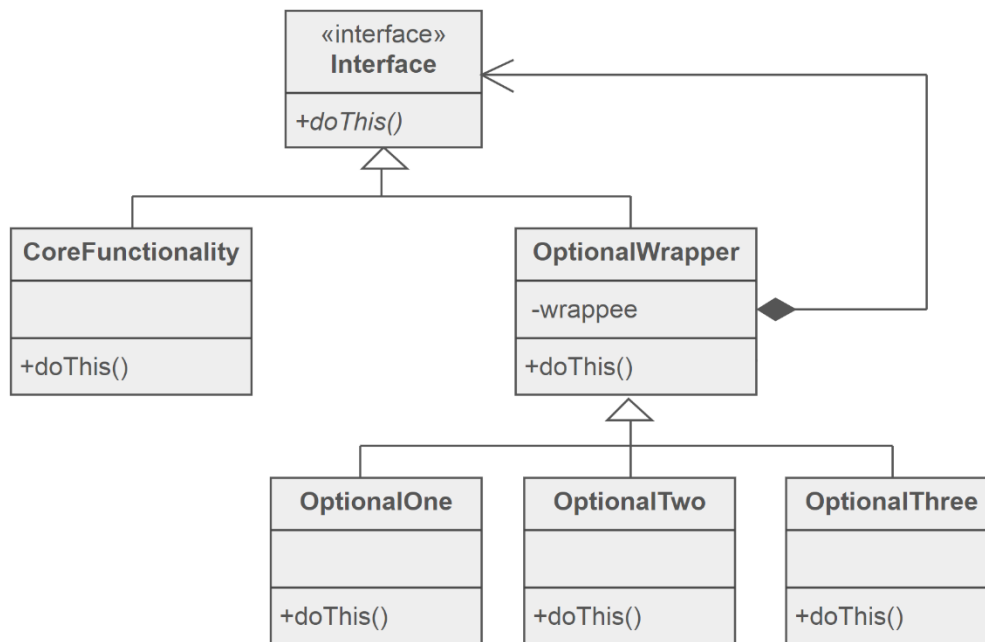 «interface»
Interface
+doThis()
CoreFunctionality
+doThis()
OptionalWrapper
-wrappee
+doThis()
OptionalOne
+doThis()
OptionalTwo
+doThis()
OptionalThree
+doThis()